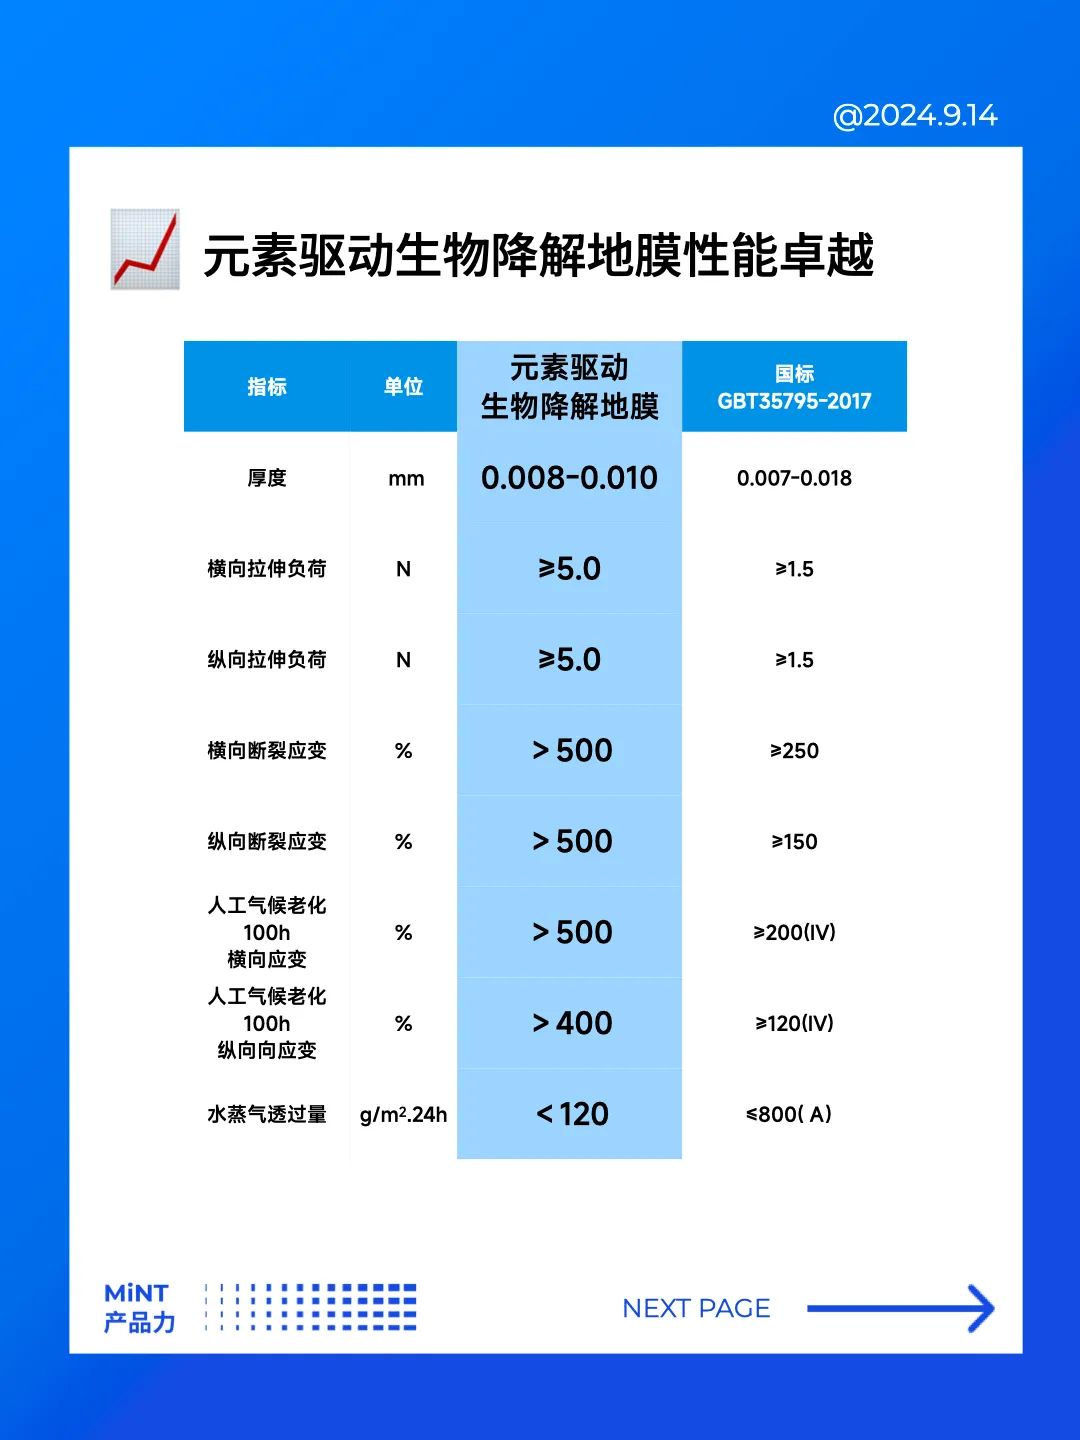 @2024.9.14
元素驱动生物降解地膜性能卓越
指标 单位 元素驱动 生物降解地膜 国标 GBT35795-2017
厚度 mm 0.008-0.010 0.007-0.018
横向拉伸负荷 N ≥5.0 ≥1.5
纵向拉伸负荷 N ≥5.0 ≥1.5
横向断裂应变 % >500 ≥250
纵向断裂应变 % >500 ≥150
人工气候老化
100h
横向应变 % >500 ≥200(IV)
人工气候老化
100h
纵向向应变 % >400 ≥120(IV)
水蒸气透过量 g/m².24h <120 ≤800( A)
MiNT
产品力
NEXT PAGE